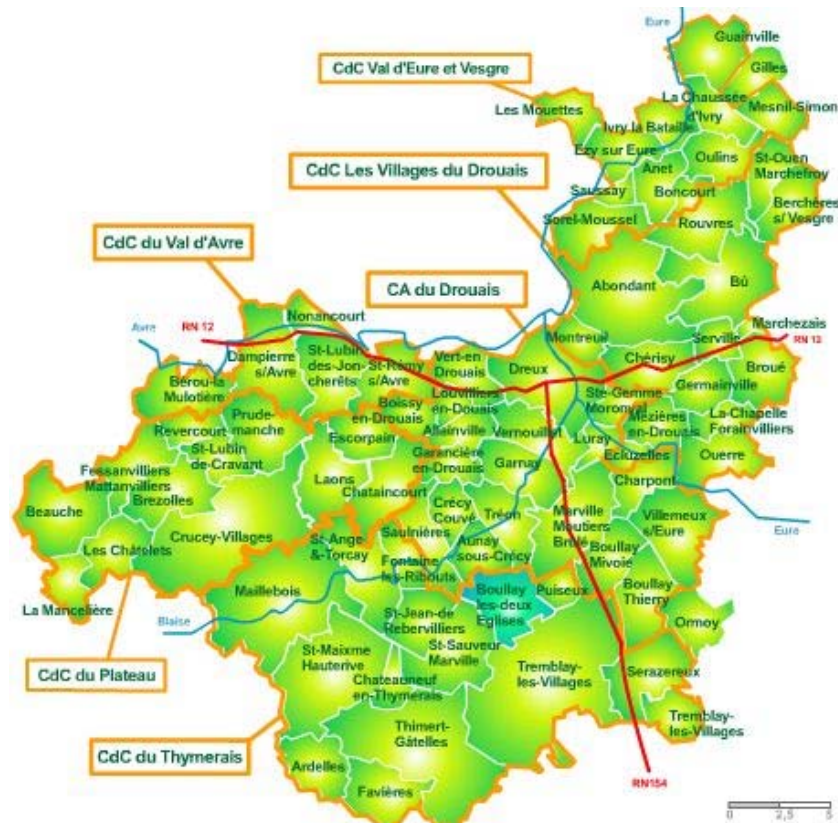 Eure
Guainville
Gilles
CdC Val d'Eure et Vesgre
La Chaussée
d'Ivry
Mesnil-Simon
Les Mouettes
Ivry la Bataille
Ezy sur Eure
Oulins
St-Ouen
Marchefroy
Anet
CdC Les Villages du Drouais
Saussay
Boncourt
Berchères
s/ Vesgre
Sorel-Moussel
Rouvres
CdC du Val d'Avre
Abondant
Bû
CA du Drouais
Nonancourt
Avre
RN 12
Marchezais
RN 12
Montreuil
Serville
Dampierre
s/Avre
St-Lubin
des-Jon-
cherêts
St-Rémy
s/Avre
Vert-en
Drouais
Dreux
Chérisy
Broué
Bérou-la
Mulotière
Louvilliers
en-Douais
Ste-Gemme
Moronval
Germainville
Boissy
en-Drouais
Prude-
manche
Revercourt
Allainville
Vernouillet
Mézières
en-Drouais
La-Chapelle
Forainvilliers
Escorpain
Luray
St-Lubin
de-Cravant
Garancière
en-Drouais
Garnay
Ecluzelles
Ouerre
Fessanvilliers
Mattanvilliers
Brezolles
Laons
Chataincourt
Charpont
Beauche
Crécy
Couvé
Tréon
Marville
Moutiers
Brûlé
Villemeux
s/Eure
Eure
Crucey-Villages
Les Châtelets
St-Ange
&-Torçay
Saulnières
Aunay
sous-Crécy
Boullay
Mivoie
Fontaine
les-Ribouts
Maillebois
Boullay
les-deux
Eglises
Puiseux
Boullay
Thierry
La Mancelière
Blaise
St-Jean-de
Rebervilliers
Ormoy
St-Maixme
Hauterive
St-Sauveur
Marville
Tremblay-
les-Villages
Serazereux
CdC du Plateau
Chateauneuf
en-Thymerais
Tremblay-
les-Villages
Thimert-
Gâtelles
CdC du Thymerais
Ardelles
RN154
Favières
0 2,5 5